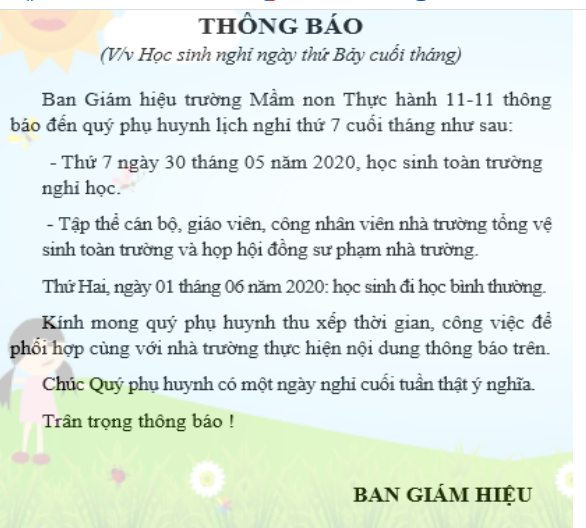 THÔNG BÁO
(V/v Học sinh nghỉ ngày thứ Bảy cuối tháng)
Ban Giám hiệu trường Mầm non Thực hành 11-11 thông
báo đến quý phụ huynh lịch nghỉ thứ 7 cuối tháng như sau:
- Thứ 7 ngày 30 tháng 05 năm 2020, học sinh toàn trường
nghỉ học.
- Tập thể cán bộ, giáo viên, công nhân viên nhà trường tổng vệ
sinh toàn trường và họp hội đồng sư phạm nhà trường.
Thứ Hai, ngày 01 tháng 06 năm 2020: học sinh đi học bình thường.
Kính mong quý phụ huynh thu xếp thời gian, công việc để
phối hợp cùng với nhà trường thực hiện nội dung thông báo trên.
Chúc Quý phụ huynh có một ngày nghỉ cuối tuần thật ý nghĩa.
Trân trọng thông báo !
BAN GIÁM HIỆU